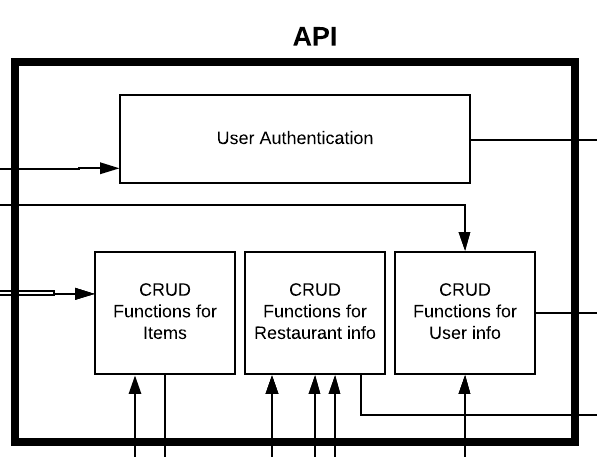 API
User Authentication
CRUD
Functions for
Items
CRUD
Functions for
Restaurant info
CRUD
Functions for
User info